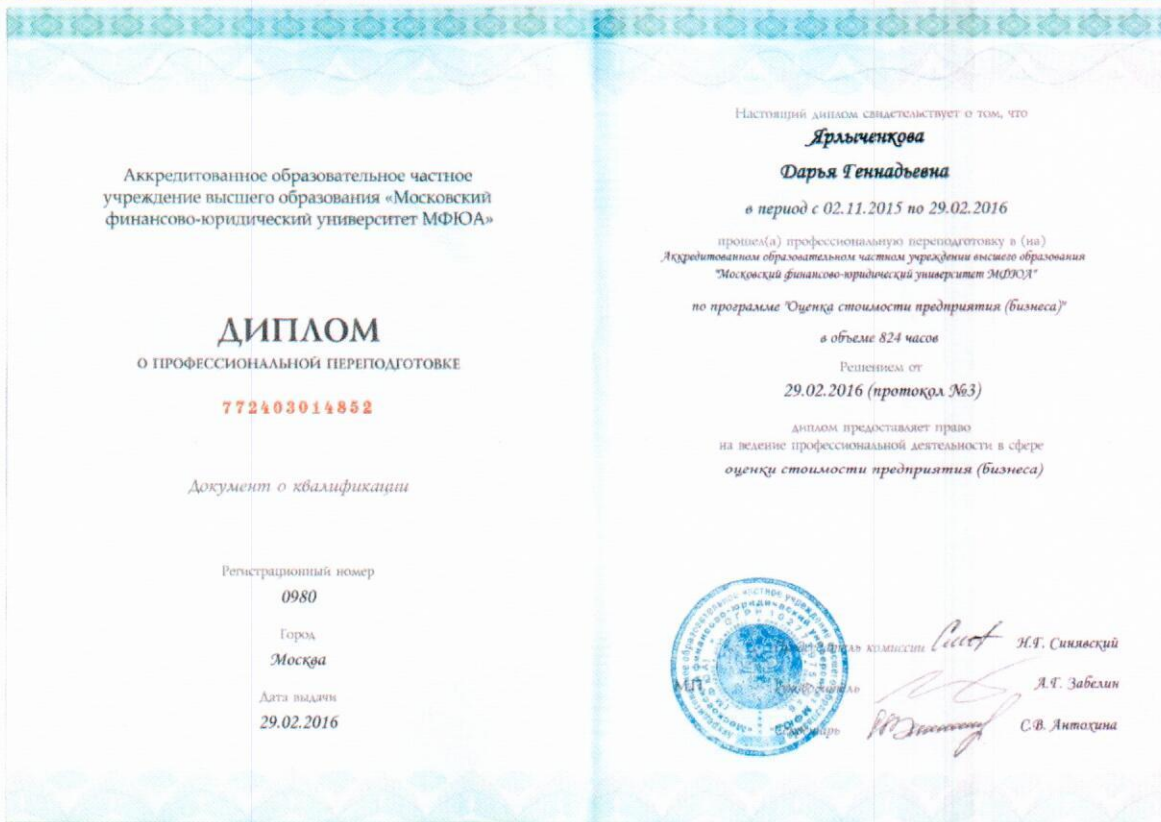 Аккредитованное образовательное частное
учреждение высшего образования «Московский
финансово-юридический университет МФЮА»
ДИПЛОМ
О ПРОФЕССИОНАЛЬНОЙ ПЕРЕПОДГОТОВКЕ
772403014852
Документ о квалификации
Регистрационный номер
0980
Город
Москва
Дата выдачи
29.02.2016
Настоящий диплом свидетельствует о том, что
Ярлыченкова
Дарья Геннадьевна
в период с 02.11.2015 по 29.02.2016
прошел(а) профессиональную переподготовку в (на)
Аккредитованном образовательном частном учреждении высшего образования
"Московский финансово-юридический университет МФЮА"
по программе "Оценка стоимости предприятия (бизнеса)"
в объеме 824 часов
Решением от
29.02.2016 (протокол №3)
диплом предоставляет право
на ведение профессиональной деятельности в сфере
оценки стоимости предприятия (бизнеса)
комиссии Н.Г. Синявский
М.П. Руководитель А.Г. Забелин
Секретарь С.В. Антохина